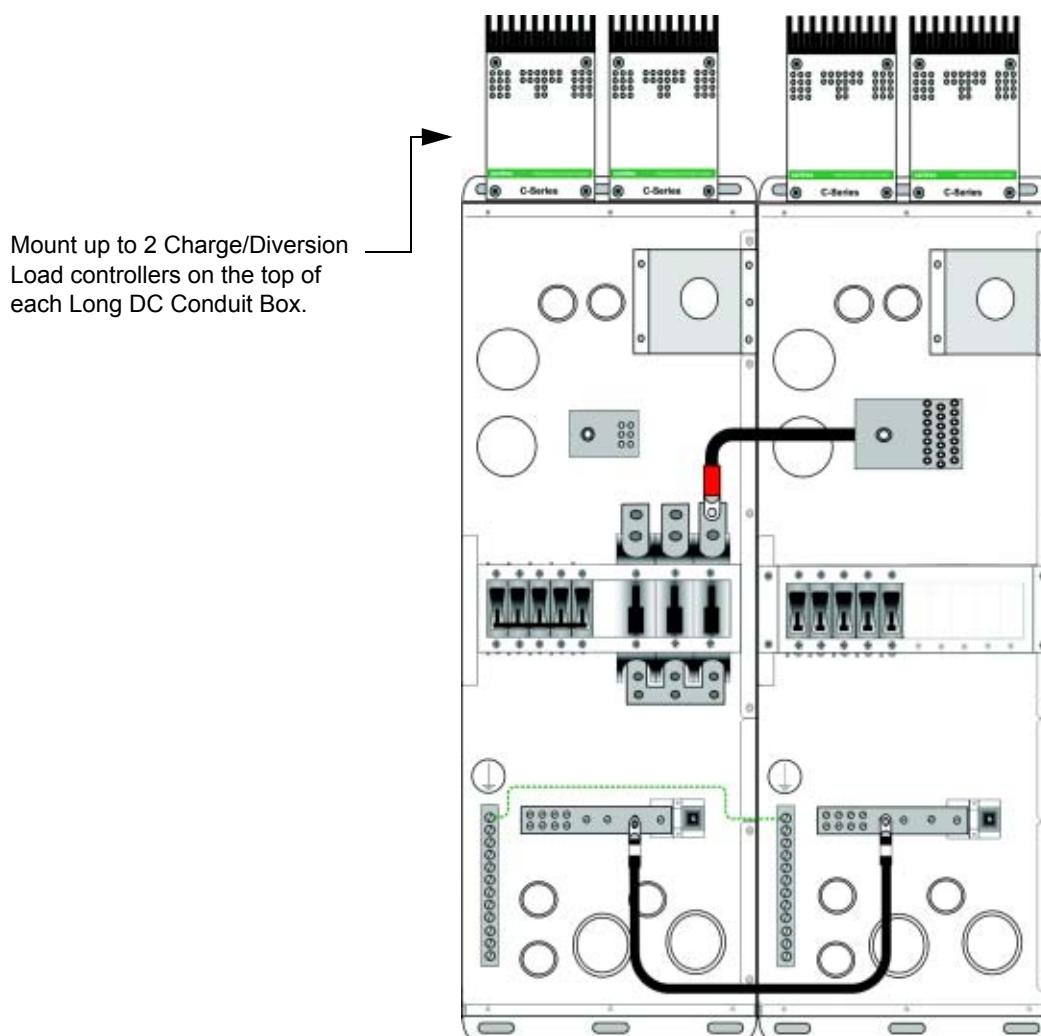 C-Series C-Series C-Series C-Series
Mount up to 2 Charge/Diversion
Load controllers on the top of
each Long DC Conduit Box.